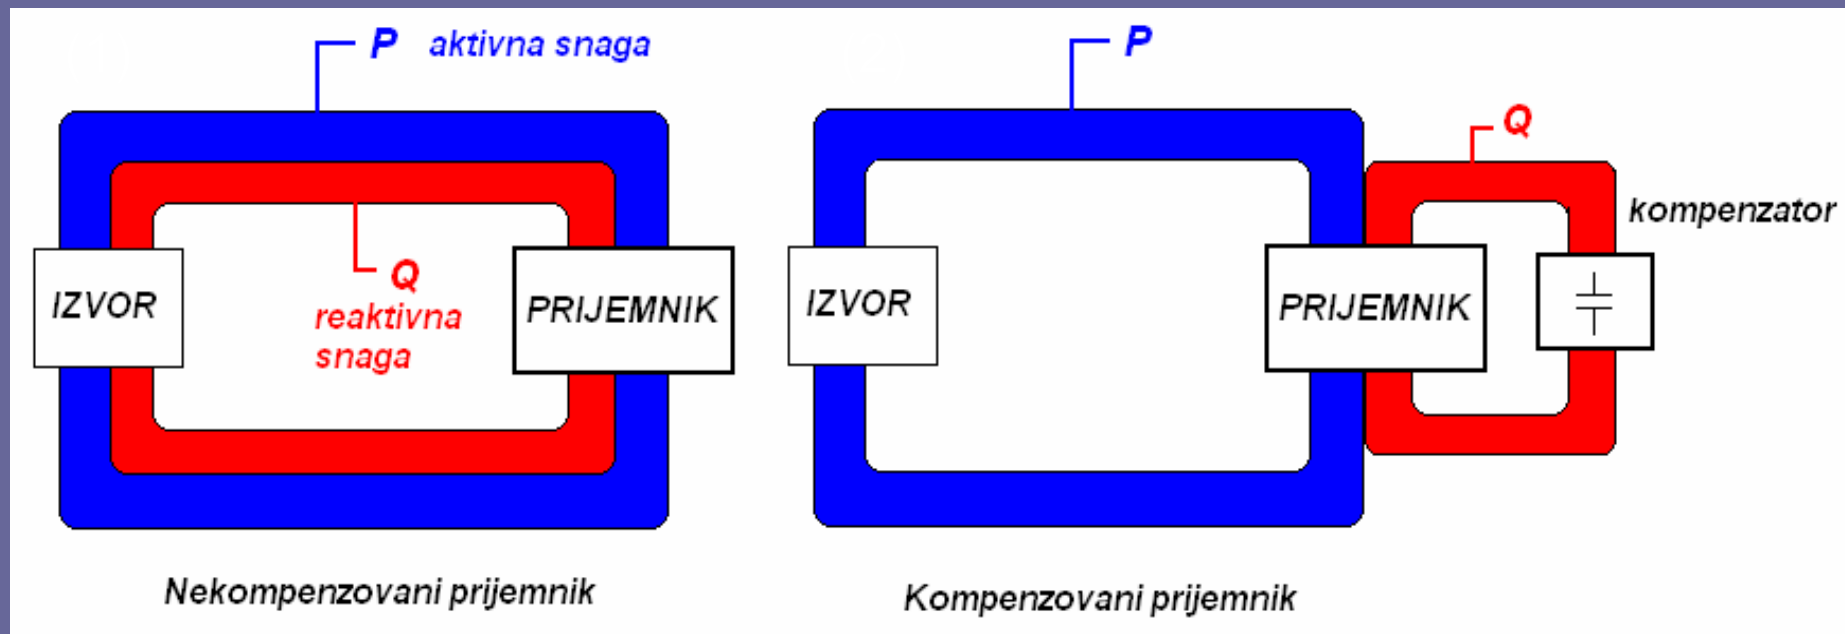 P aktivna snaga
Q
reaktivna
snaga
IZVOR
PRIJEMNIK
Nekompenzovani prijemnik
P
Q
kompenzator
IZVOR
PRIJEMNIK
Kompenzovani prijemnik